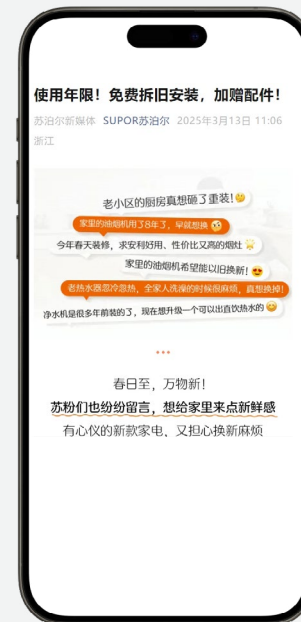 使用年限！免费拆旧安装，加赠配件！
苏泊尔新媒体 SUPOR苏泊尔 2025年3月13日 11:06
浙江
老小区的厨房真想砸了重装！🤔
家里的油烟机用了8年了，早就想换🤔
今年春天装修，求安利好用、性价比又高的烟灶🌟
家里的油烟机希望能以旧换新！😍
老热水器忽冷忽热，全家人洗澡的时候很麻烦，真想换掉！
净水机是很多年前装的了，现在想升级一个可以出直饮热水的😊
春日至，万物新！
苏粉们也纷纷留言，想给家里来点新鲜感
有心仪的新款家电，又担心换新麻烦